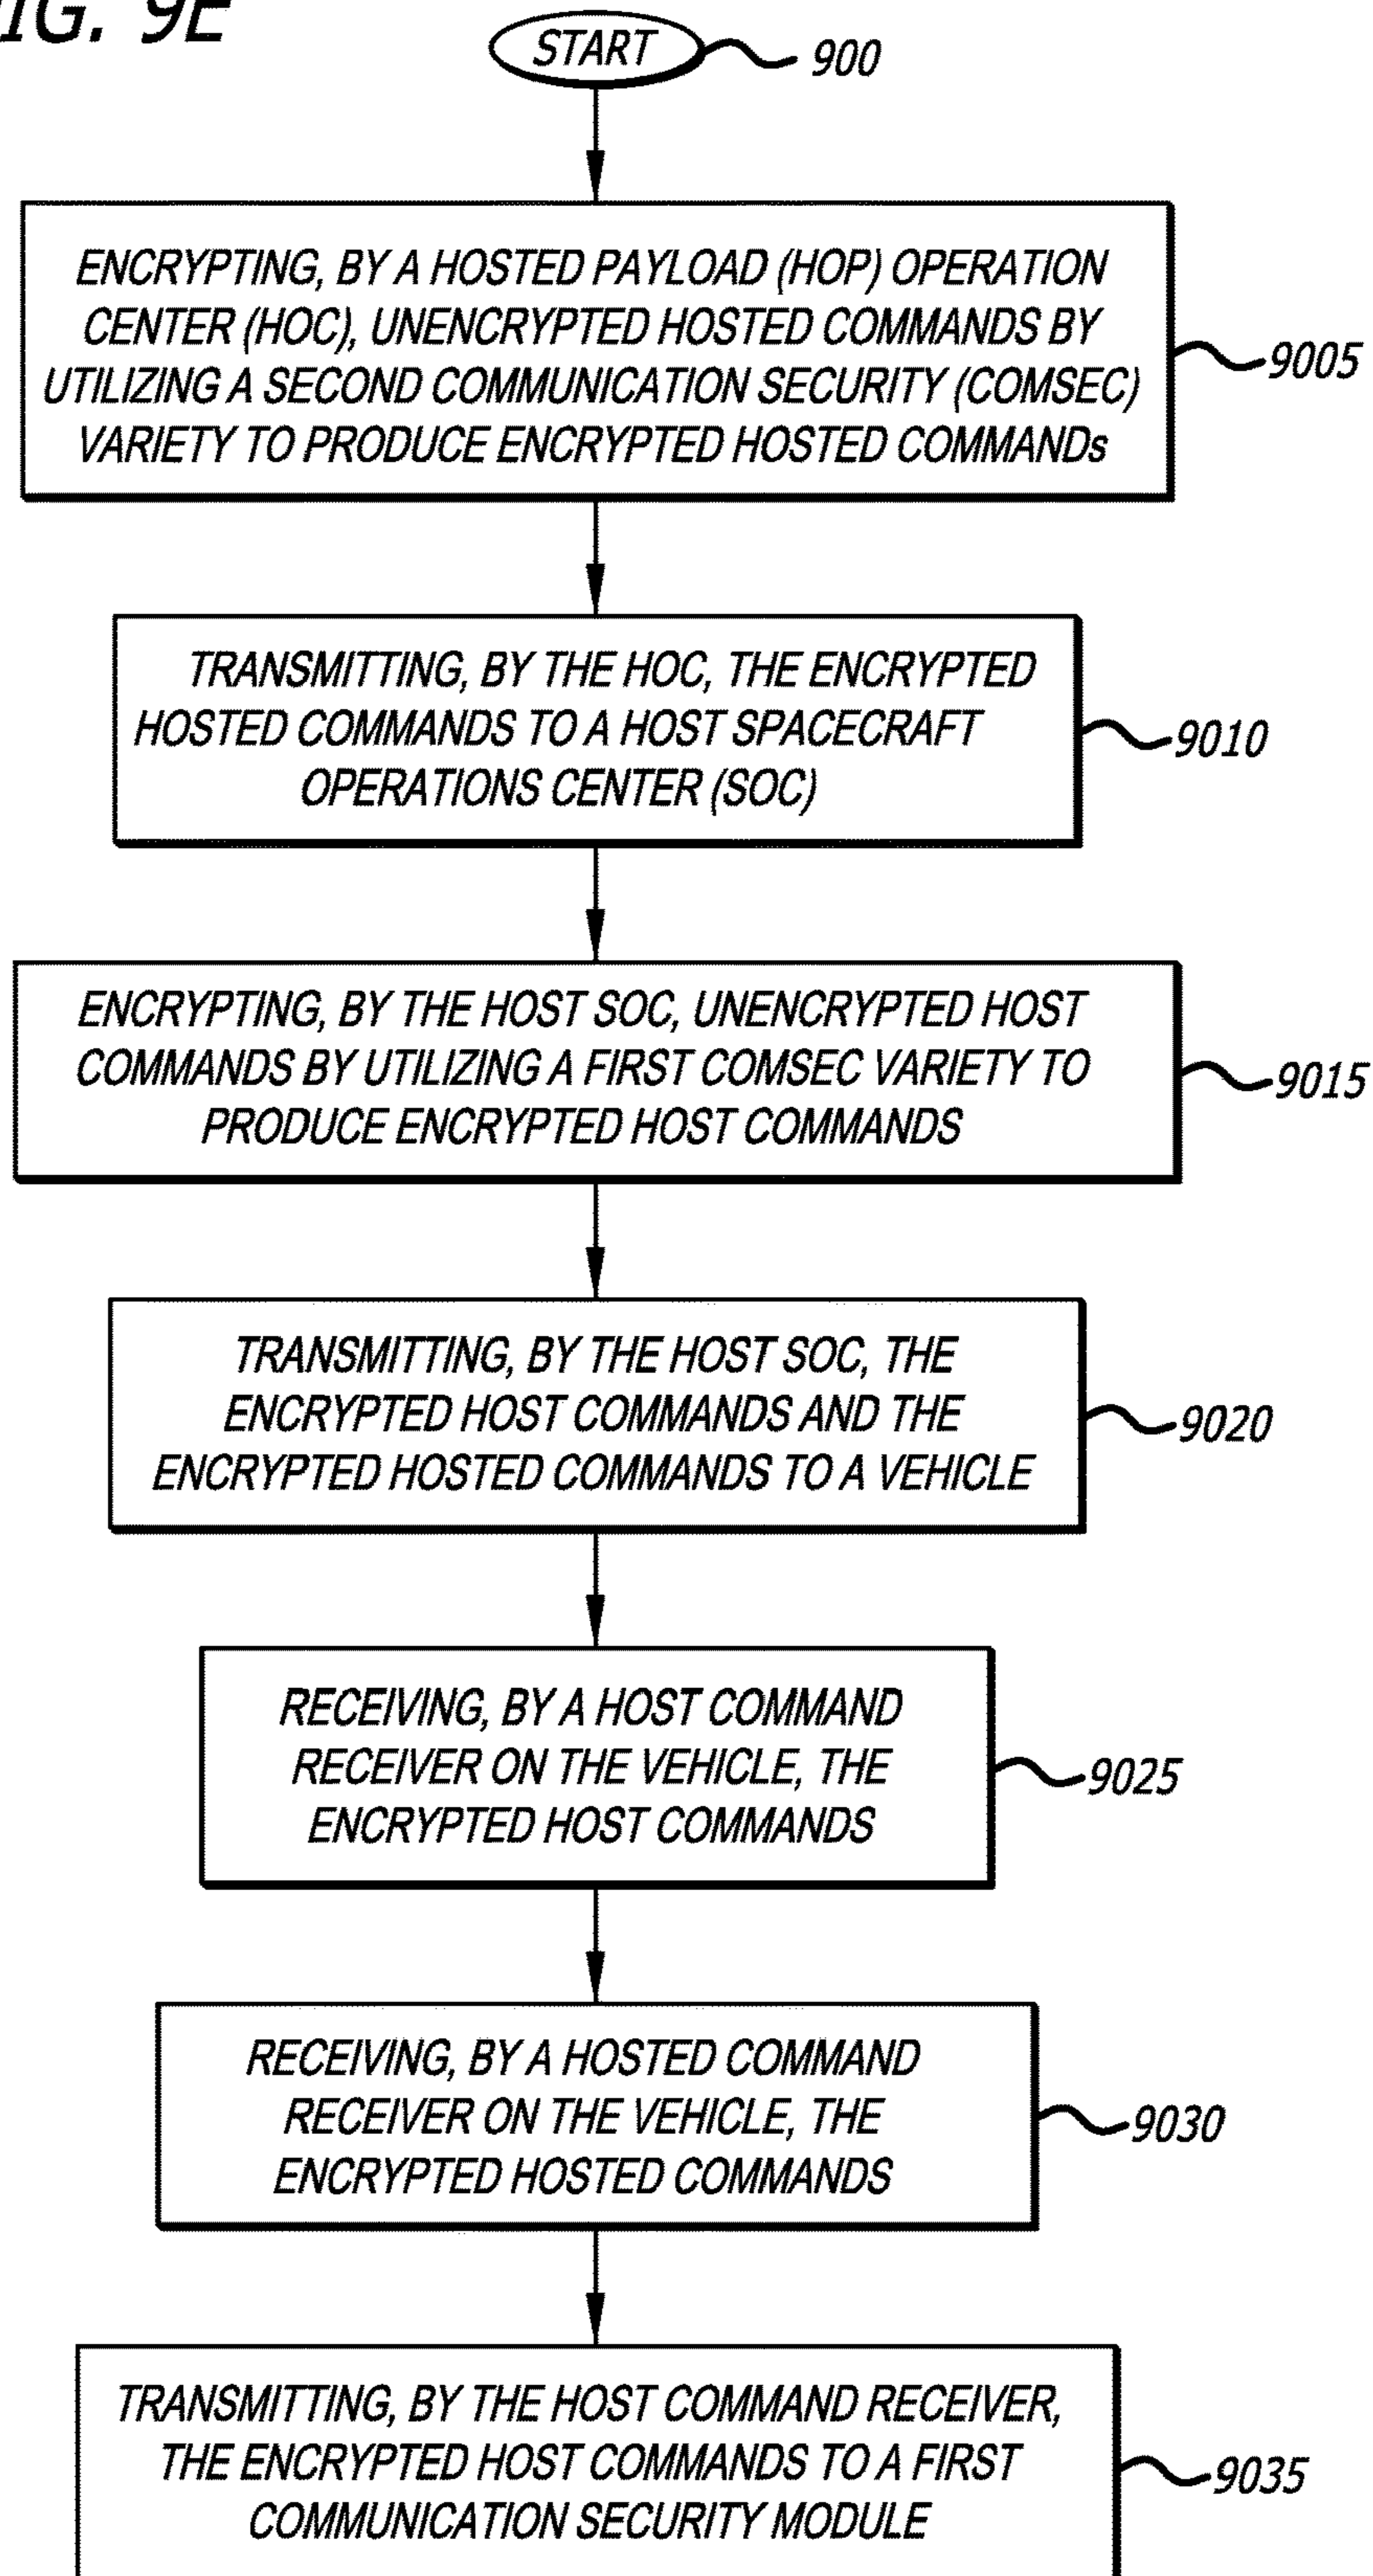 FIG. 9E
START
900
ENCRYPTING, BY A HOSTED PAYLOAD (HOP) OPERATION
CENTER (HOC), UNENCRYPTED HOSTED COMMANDS BY
UTILIZING A SECOND COMMUNICATION SECURITY (COMSEC)
VARIETY TO PRODUCE ENCRYPTED HOSTED COMMANDs
9005
TRANSMITTING, BY THE HOC, THE ENCRYPTED
HOSTED COMMANDS TO A HOST SPACECRAFT
OPERATIONS CENTER (SOC)
9010
ENCRYPTING, BY THE HOST SOC, UNENCRYPTED HOST
COMMANDS BY UTILIZING A FIRST COMSEC VARIETY TO
PRODUCE ENCRYPTED HOST COMMANDS
9015
TRANSMITTING, BY THE HOST SOC, THE
ENCRYPTED HOST COMMANDS AND THE
ENCRYPTED HOSTED COMMANDS TO A VEHICLE
9020
RECEIVING, BY A HOST COMMAND
RECEIVER ON THE VEHICLE, THE
ENCRYPTED HOST COMMANDS
9025
RECEIVING, BY A HOSTED COMMAND
RECEIVER ON THE VEHICLE, THE
ENCRYPTED HOSTED COMMANDS
9030
TRANSMITTING, BY THE HOST COMMAND RECEIVER,
THE ENCRYPTED HOST COMMANDS TO A FIRST
COMMUNICATION SECURITY MODULE
9035